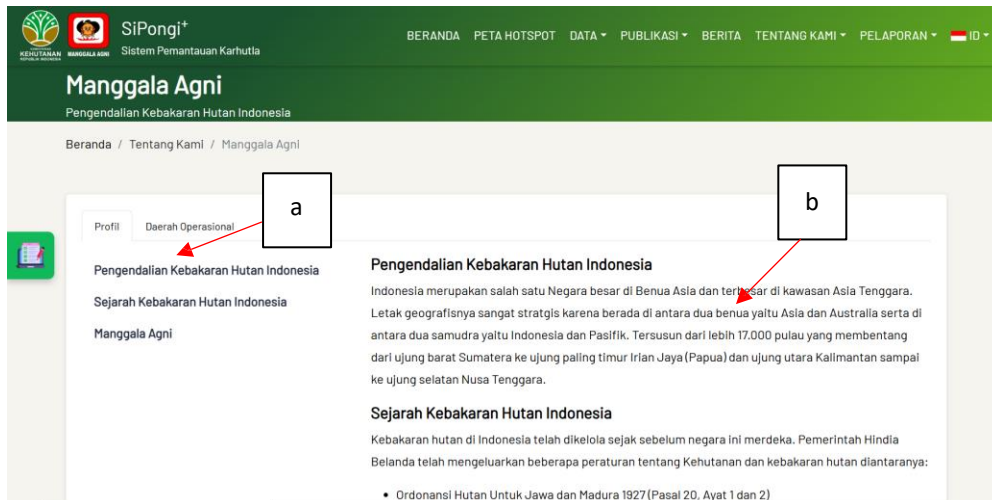 SiPongi+
Sistem Pemantauan Karhutla
KEHUTANAN
REPUBLIK INDONESIA
MANGGALA AGNI
BERANDA PETA HOTSPOT DATA PUBLIKASI BERITA TENTANG KAMI PELAPORAN ID
Manggala Agni
Pengendalian Kebakaran Hutan Indonesia
Beranda / Tentang Kami / Manggala Agni
a
b
Profil Daerah Operasional
Pengendalian Kebakaran Hutan Indonesia
Sejarah Kebakaran Hutan Indonesia
Manggala Agni
Pengendalian Kebakaran Hutan Indonesia
Indonesia merupakan salah satu Negara besar di Benua Asia dan terbesar di kawasan Asia Tenggara.
Letak geografisnya sangat stratgis karena berada di antara dua benua yaitu Asia dan Australia serta di
antara dua samudra yaitu Indonesia dan Pasifik. Tersusun dari lebih 17.000 pulau yang membentang
dari ujung barat Sumatera ke ujung paling timur Irian Jaya (Papua) dan ujung utara Kalimantan sampai
ke ujung selatan Nusa Tenggara.
Sejarah Kebakaran Hutan Indonesia
Kebakaran hutan di Indonesia telah dikelola sejak sebelum negara ini merdeka. Pemerintah Hindia
Belanda telah mengeluarkan beberapa peraturan tentang Kehutanan dan kebakaran hutan diantaranya:
• Ordonansi Hutan Untuk Jawa dan Madura 1927 (Pasal 20, Ayat 1 dan 2)